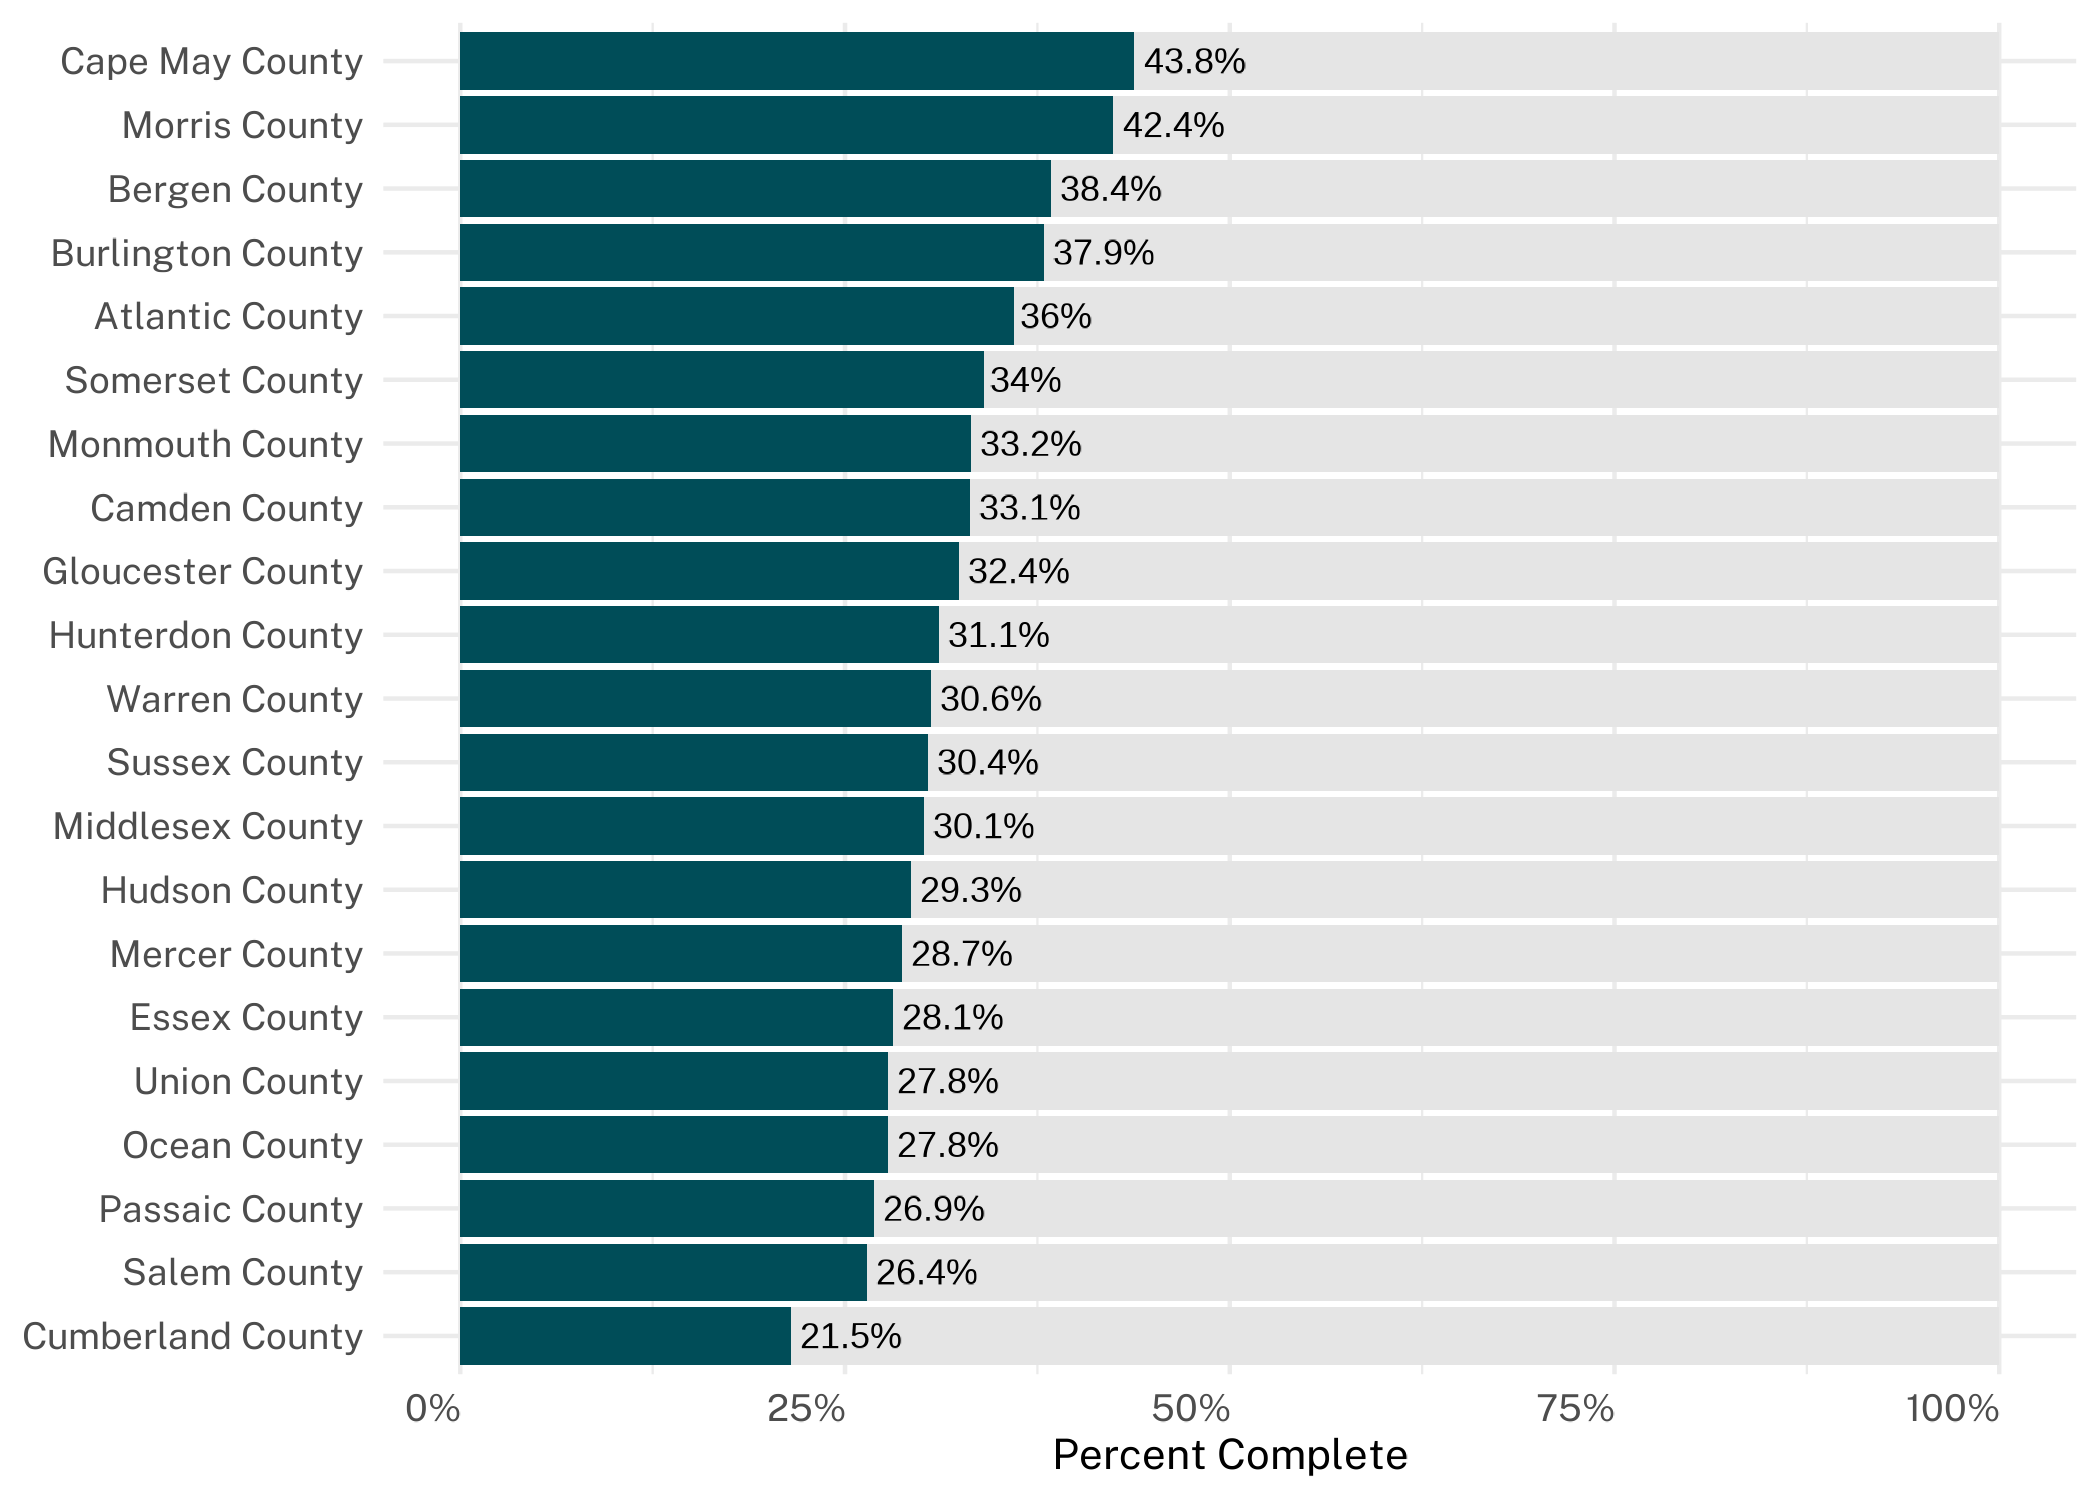 Cape May County 43.8%
Morris County 42.4%
Bergen County 38.4%
Burlington County 37.9%
Atlantic County 36%
Somerset County 34%
Monmouth County 33.2%
Camden County 33.1%
Gloucester County 32.4%
Hunterdon County 31.1%
Warren County 30.6%
Sussex County 30.4%
Middlesex County 30.1%
Hudson County 29.3%
Mercer County 28.7%
Essex County 28.1%
Union County 27.8%
Ocean County 27.8%
Passaic County 26.9%
Salem County 26.4%
Cumberland County 21.5%
0% 25% 50% 75% 100%
Percent Complete